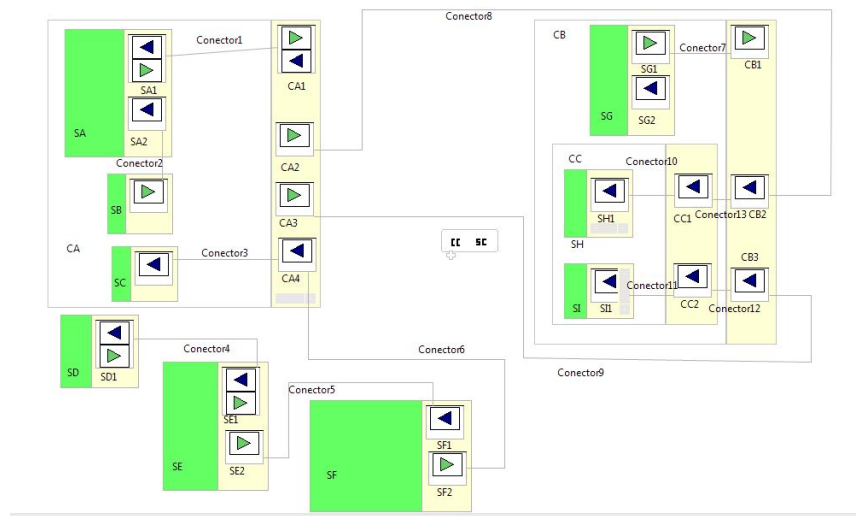 Conector8
Conector1
SA1
SA
SA2
Conector2
SB
CA
SC
Conector3
CA1
CA2
CA3
CA4
CC SC
CB
SG1
Conector7
CB1
SG
SG2
CC
Conector10
SH1
SH
CC1
Conector13
CB2
CB3
SI
SI1
Conector11
CC2
Conector12
Conector9
SD
SD1
Conector4
Conector6
SE1
Conector5
SE
SE2
SF1
SF
SF2